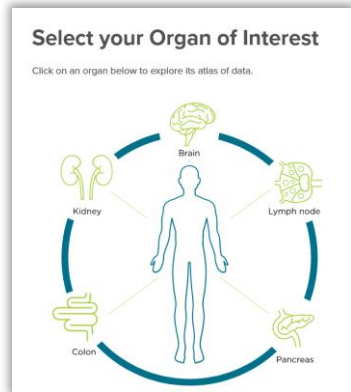 Select your Organ of Interest
Click on an organ below to explore its atlas of data.
Brain
Kidney
Lymph node
Colon
Pancreas